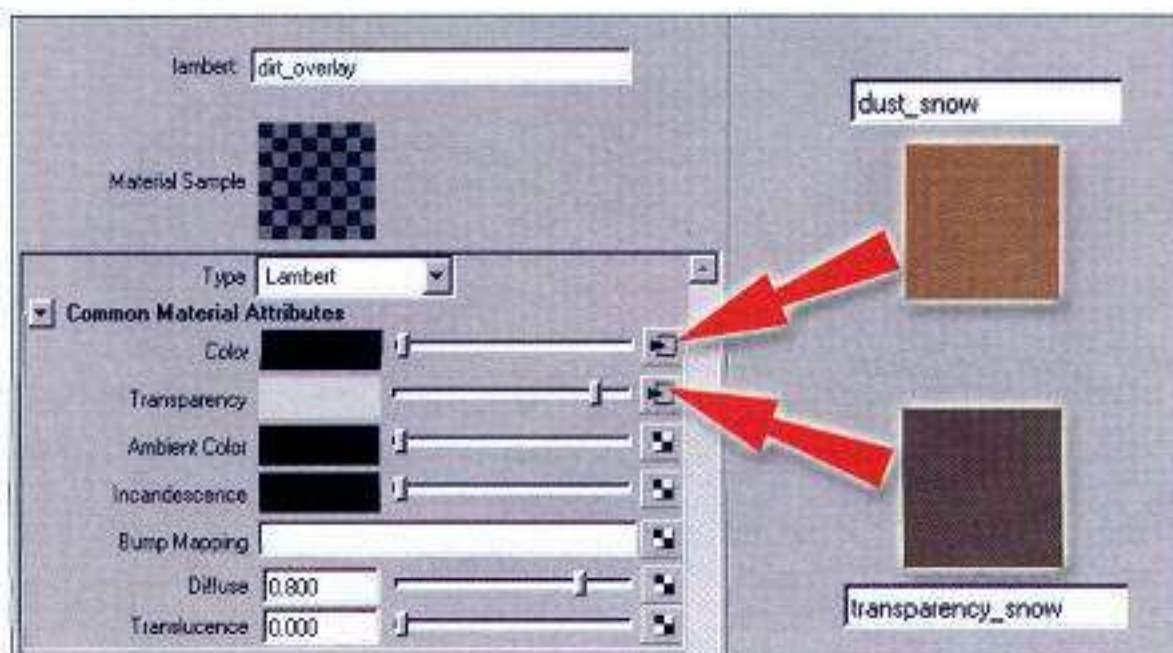 lambert: dirt_overlay
dust_snow
Material Sample
Type Lambert
Common Material Attributes
Color
Transparency
Ambient Color
Incandescence
Bump Mapping
Diffuse 0.800
Translucence 0.000
transparency_snow